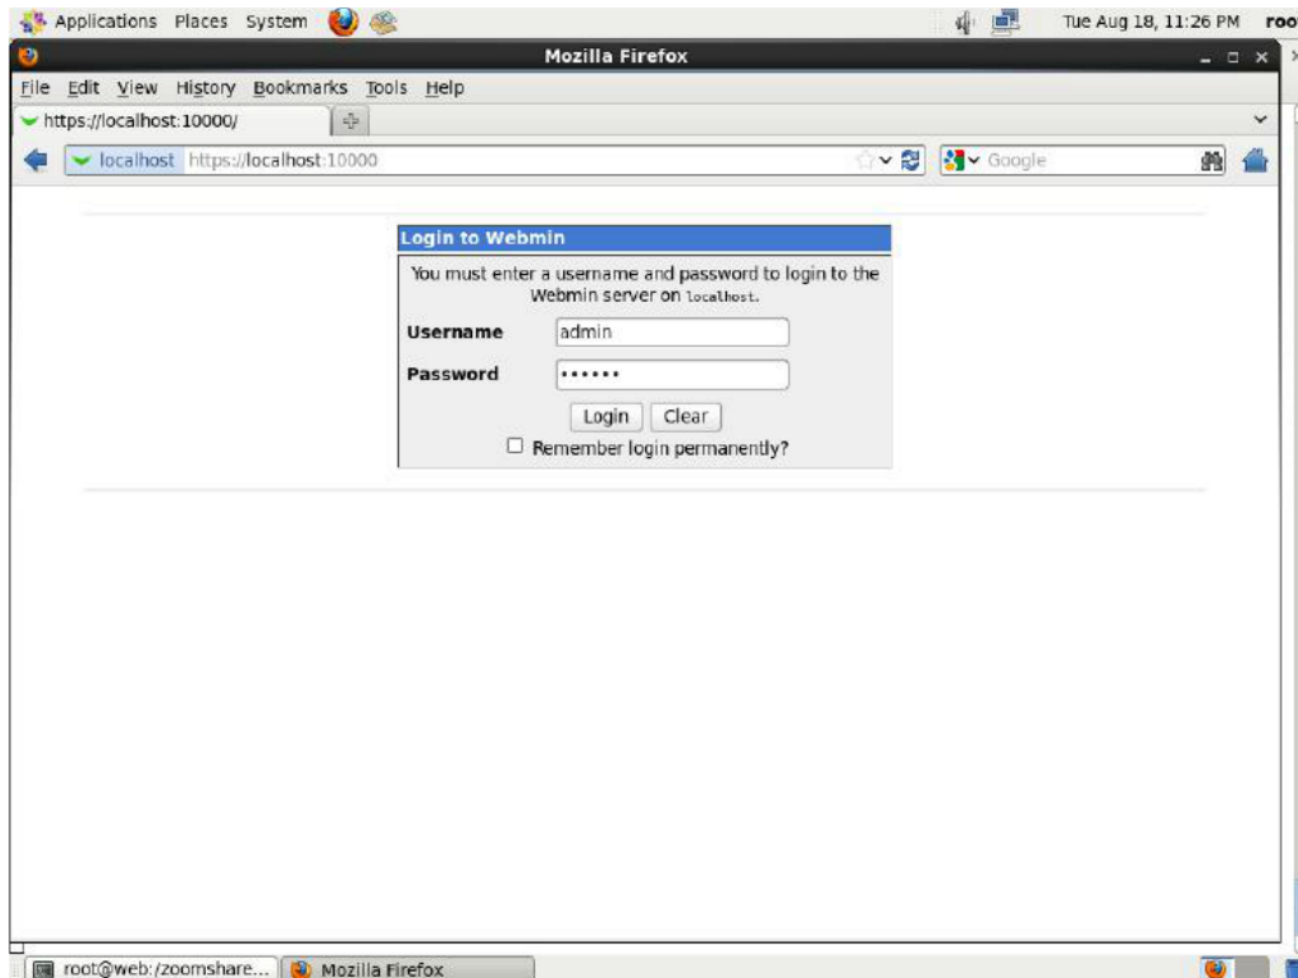 Applications Places System Tue Aug 18, 11:26 PM roo
Mozilla Firefox
File Edit View History Bookmarks Tools Help
https://localhost:10000/
localhost https://localhost:10000 Google
Login to Webmin
You must enter a username and password to login to the
Webmin server on localhost.
Username admin
Password ••••••
Login Clear
Remember login permanently?
root@web:/zoomshare... Mozilla Firefox